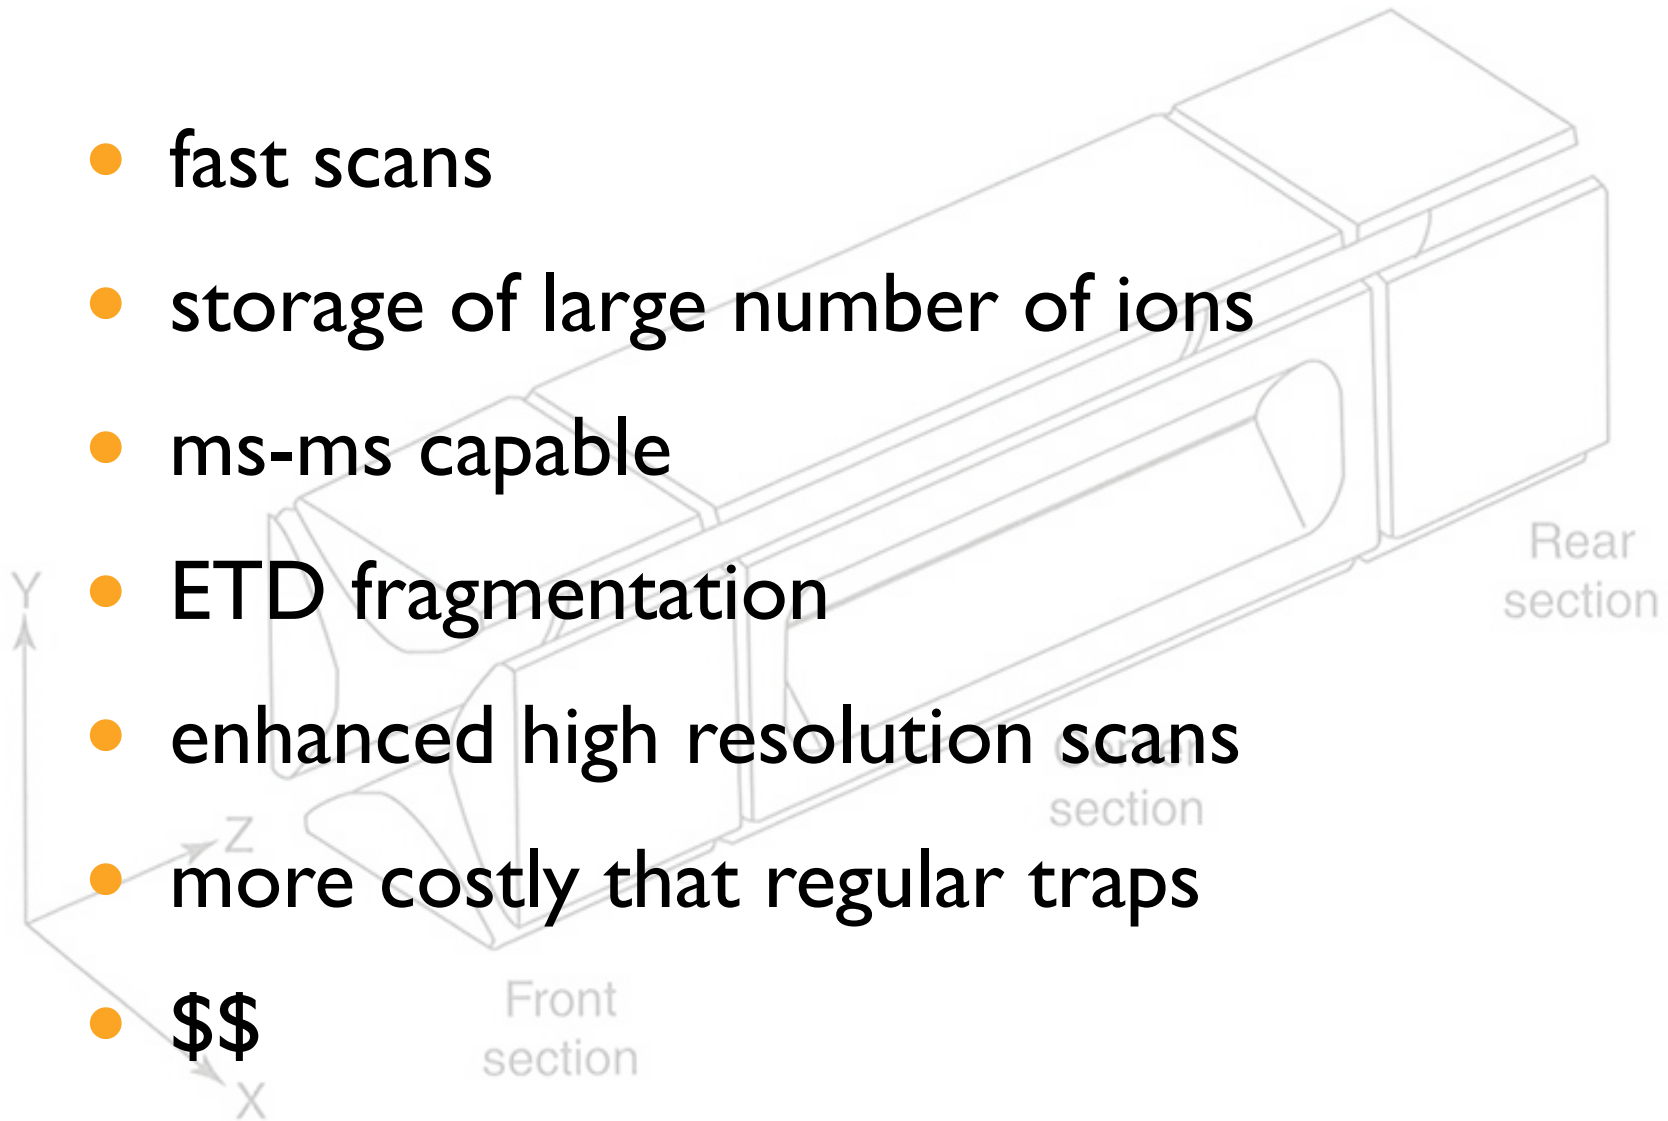 • fast scans
• storage of large number of ions
• ms-ms capable
• ETD fragmentation
• enhanced high resolution scans
• more costly that regular traps
• $$
Y
Z
X
Front
section
Center
section
Rear
section